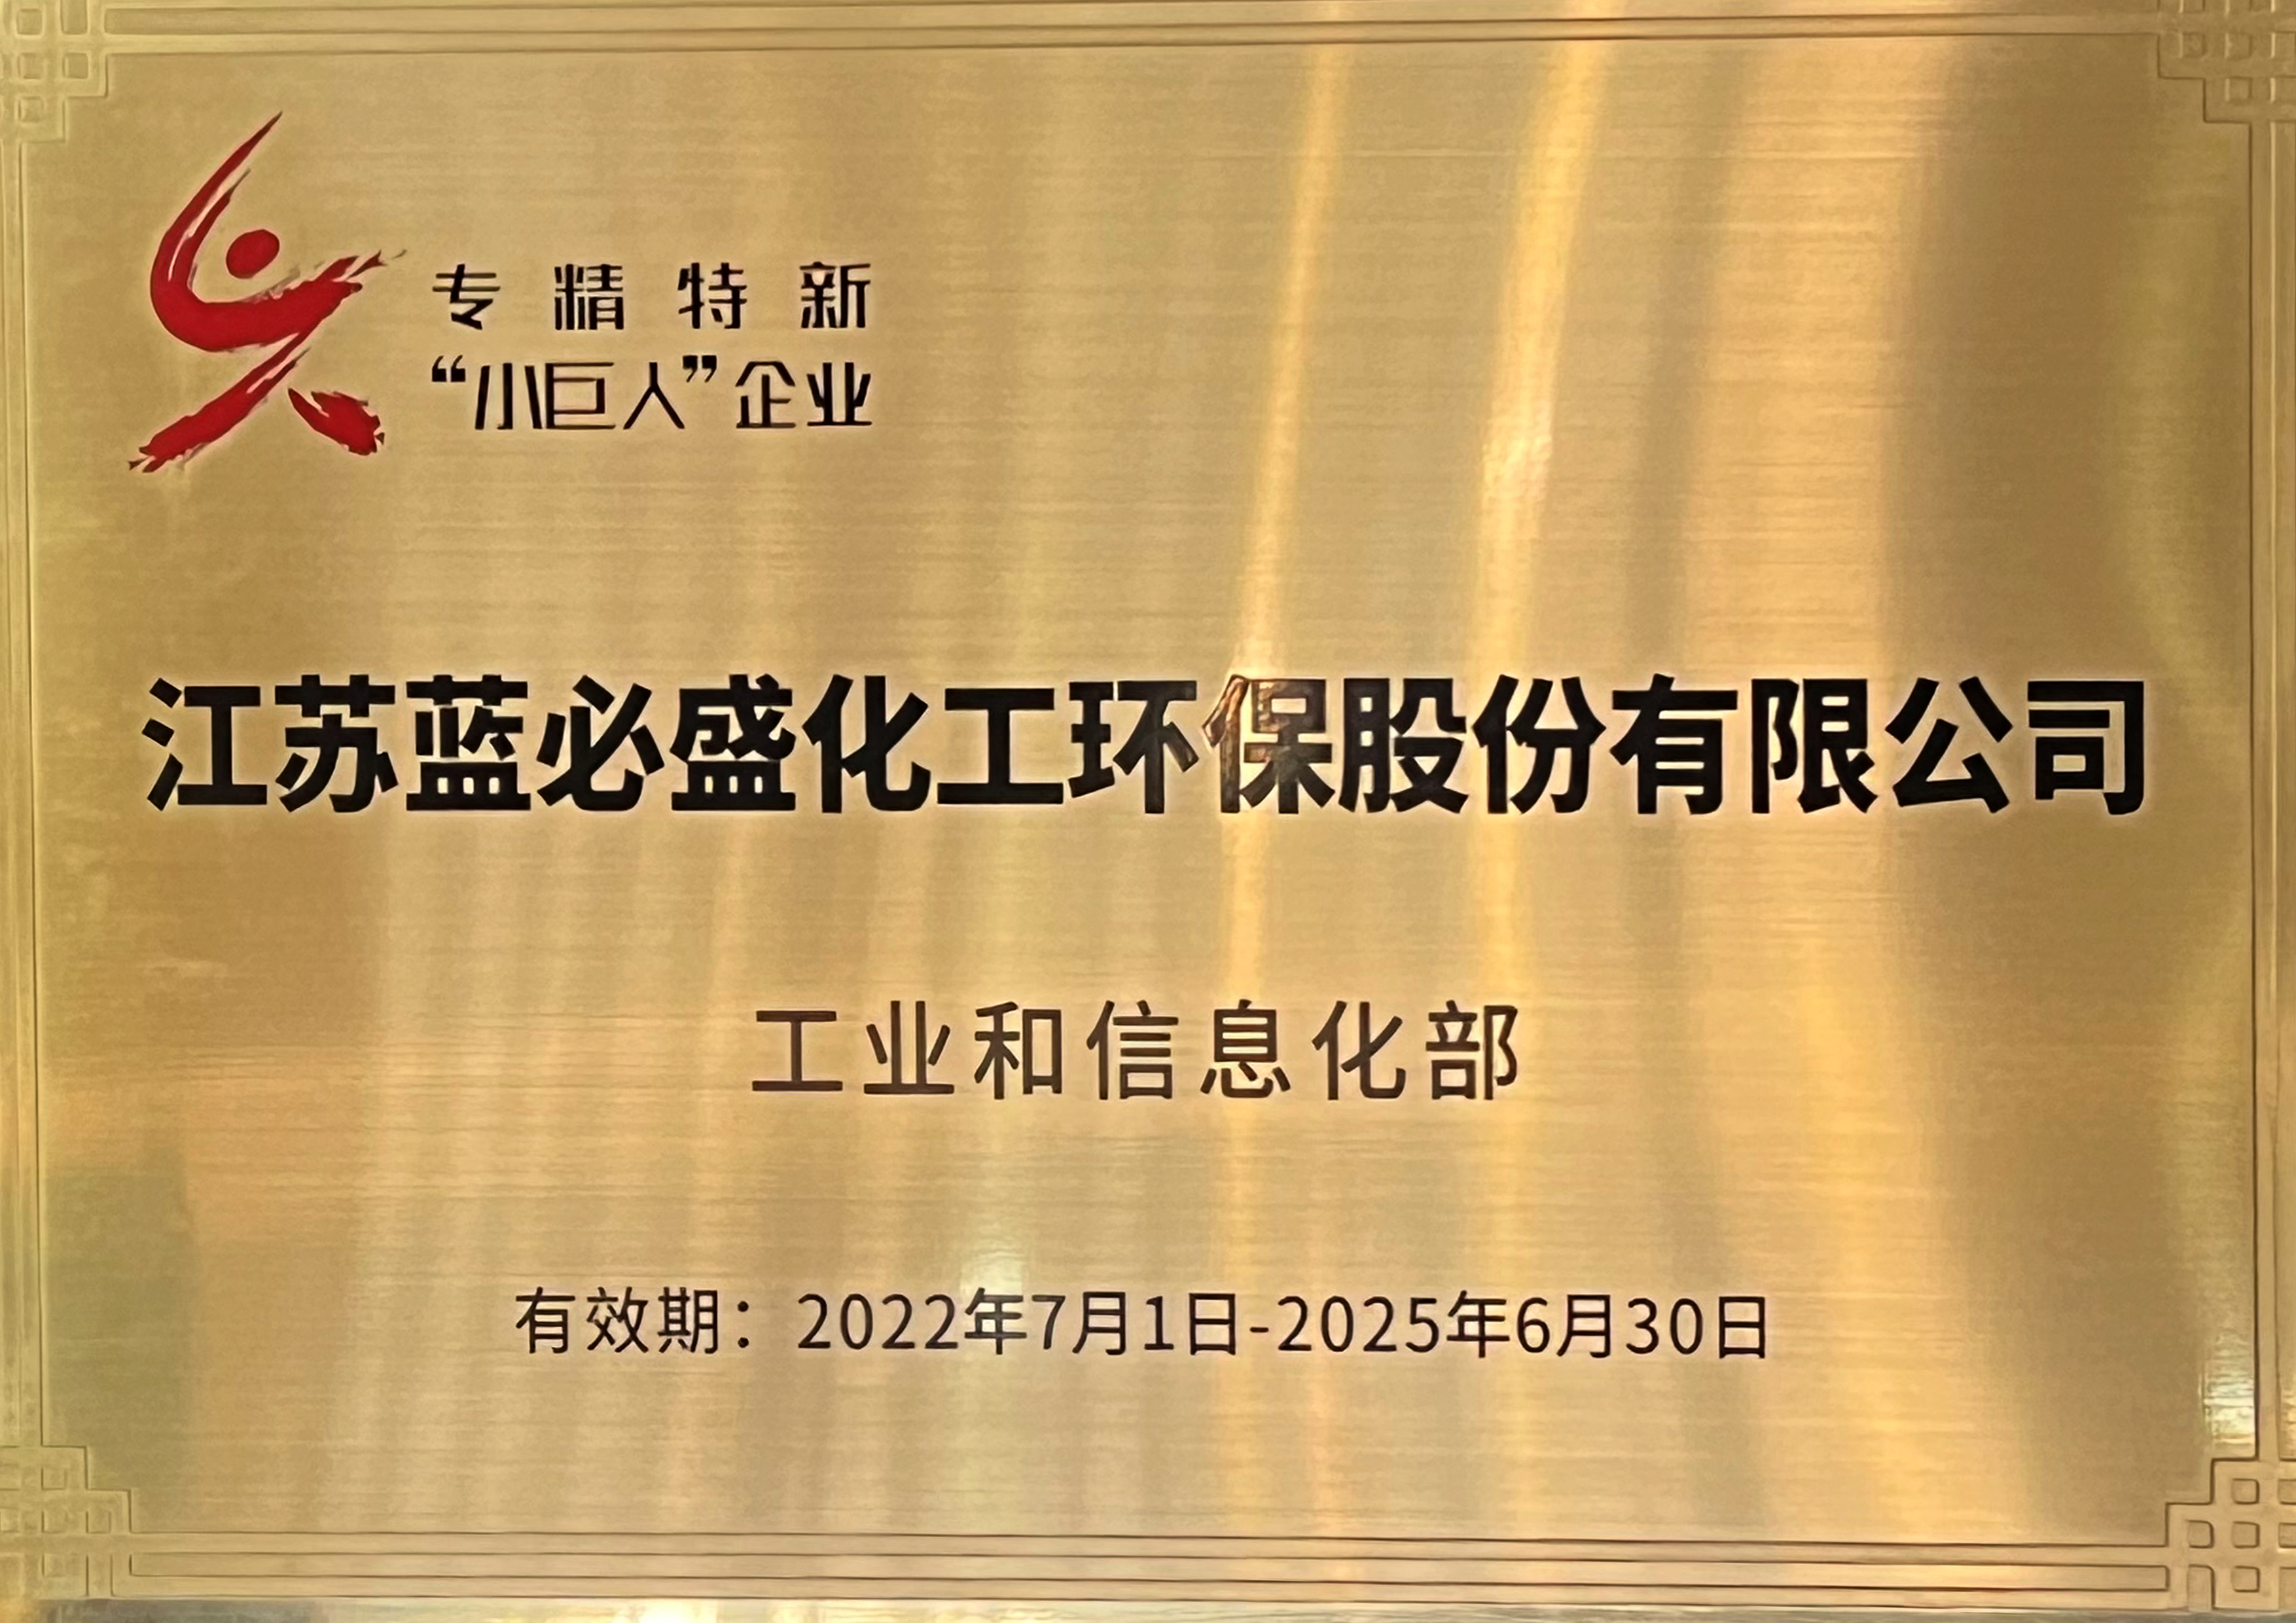 专精特新
“小巨人”企业
江苏蓝必盛化工环保股份有限公司
工业和信息化部
有效期：2022年7月1日-2025年6月30日